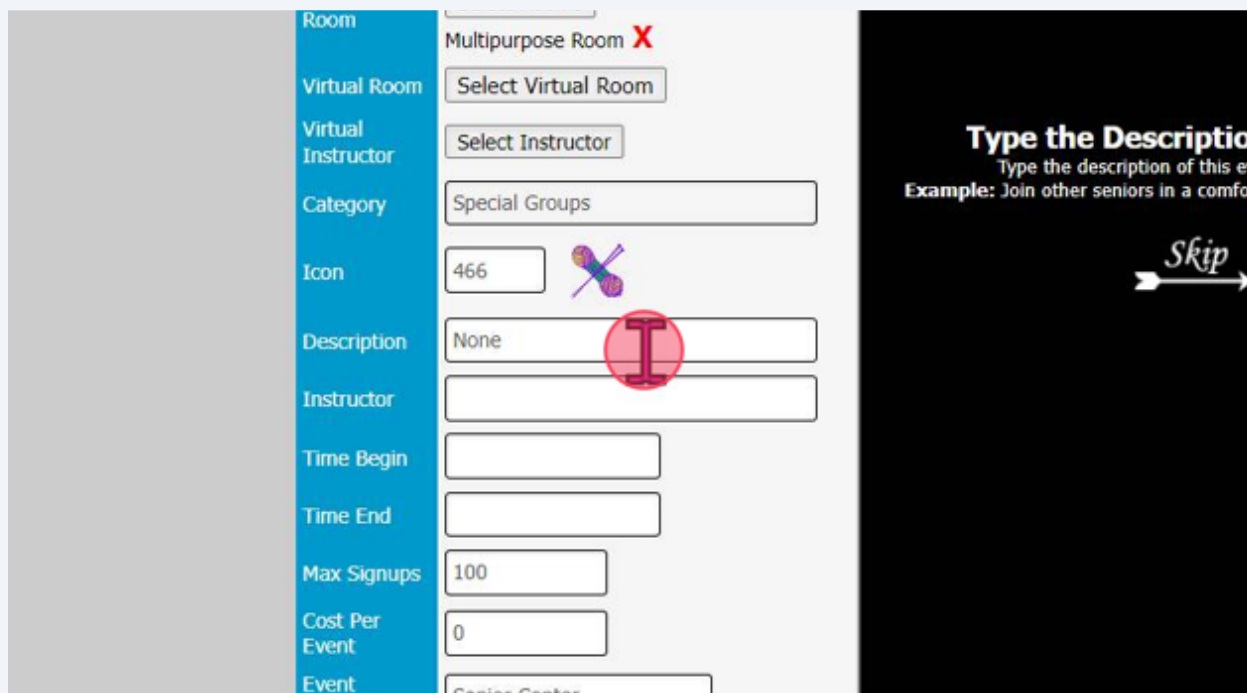 Room
Multipurpose Room X
Virtual Room
Select Virtual Room
Virtual
Instructor
Select Instructor
Category
Special Groups
Icon
466
Description
None
Instructor
Time Begin
Time End
Max Signups
100
Cost Per
Event
0
Event
Senior Center
Type the Descriptio
Type the description of this e
Example: Join other seniors in a comfo
Skip